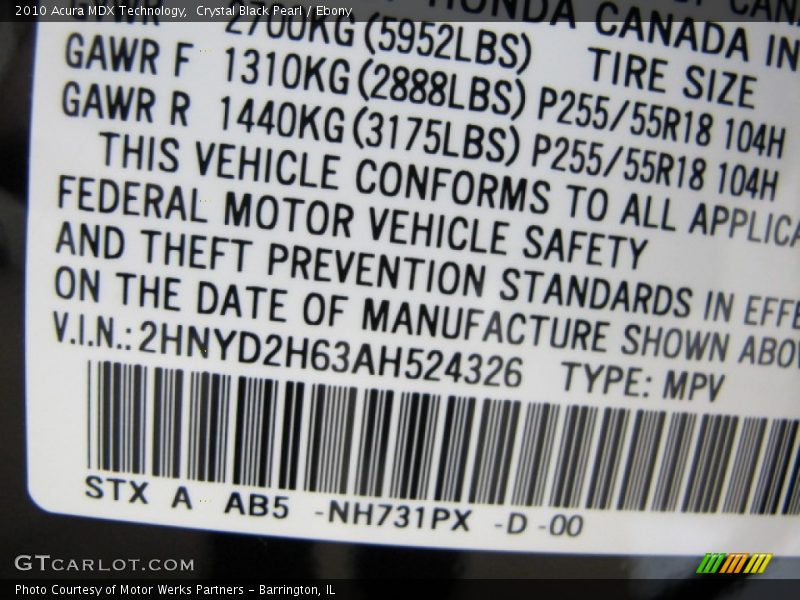 2010 Acura MDX Technology,  Crystal Black Pearl / Ebony
HONDA CANADA IN
2700KG (5952LBS) TIRE SIZE
GAWR F 1310KG (2888LBS) P255/55R18 104H
GAWR R 1440KG (3175LBS) P255/55R18 104H
THIS VEHICLE CONFORMS TO ALL APPLICA
FEDERAL MOTOR VEHICLE SAFETY
AND THEFT PREVENTION STANDARDS IN EFFE
ON THE DATE OF MANUFACTURE SHOWN ABOV
V.I.N.: 2HNYD2H63AH524326 TYPE: MPV
STX A AB5 -NH731PX -D -00
GTCARLOT.COM
Photo Courtesy of Motor Werks Partners – Barrington, IL